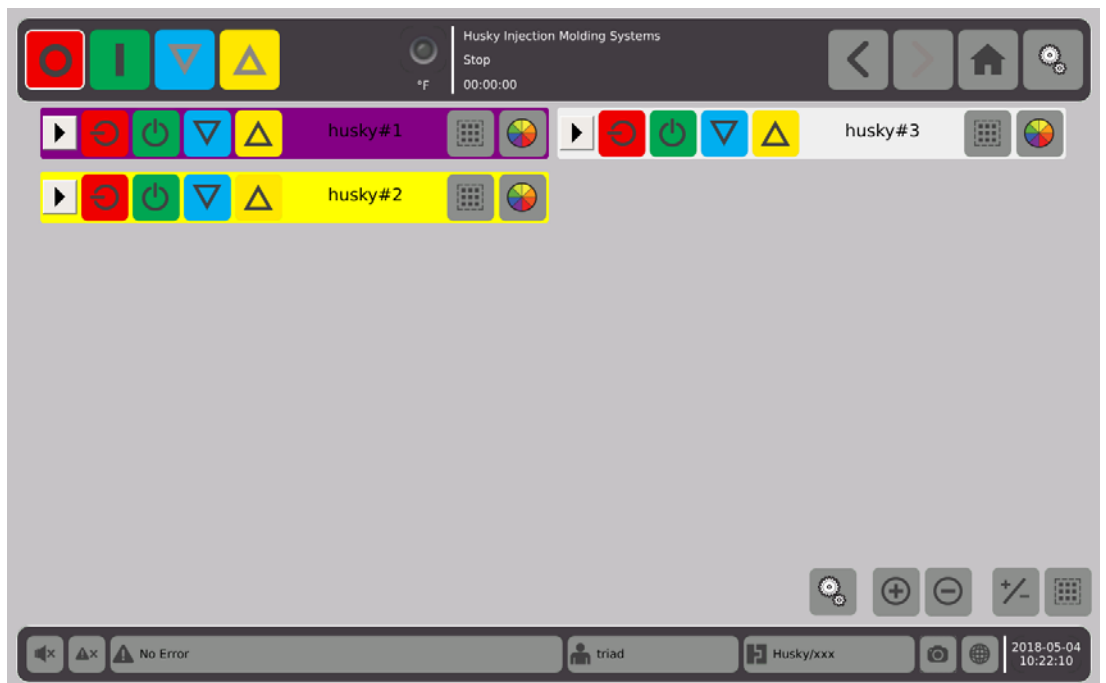 Husky Injection Molding Systems
Stop
°F
00:00:00
husky#1
husky#3
husky#2
No Error
triad
Husky/xxx
2018-05-04
10:22:10